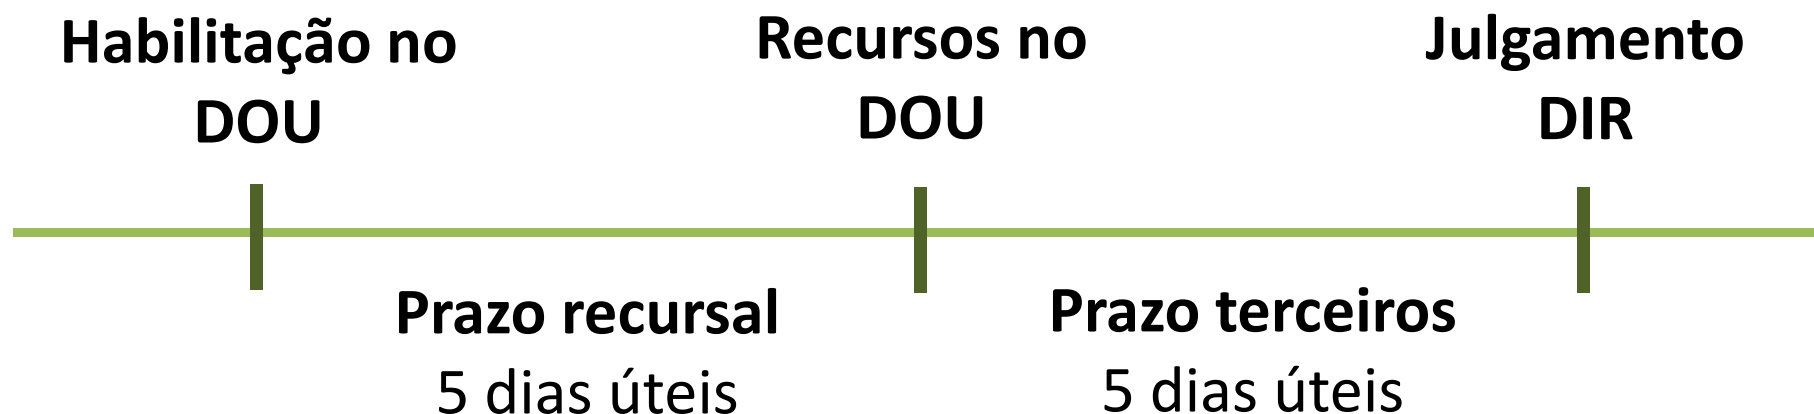 Habilitação no
DOU
Recursos no
DOU
Julgamento
DIR
Prazo recursal
5 dias úteis
Prazo terceiros
5 dias úteis